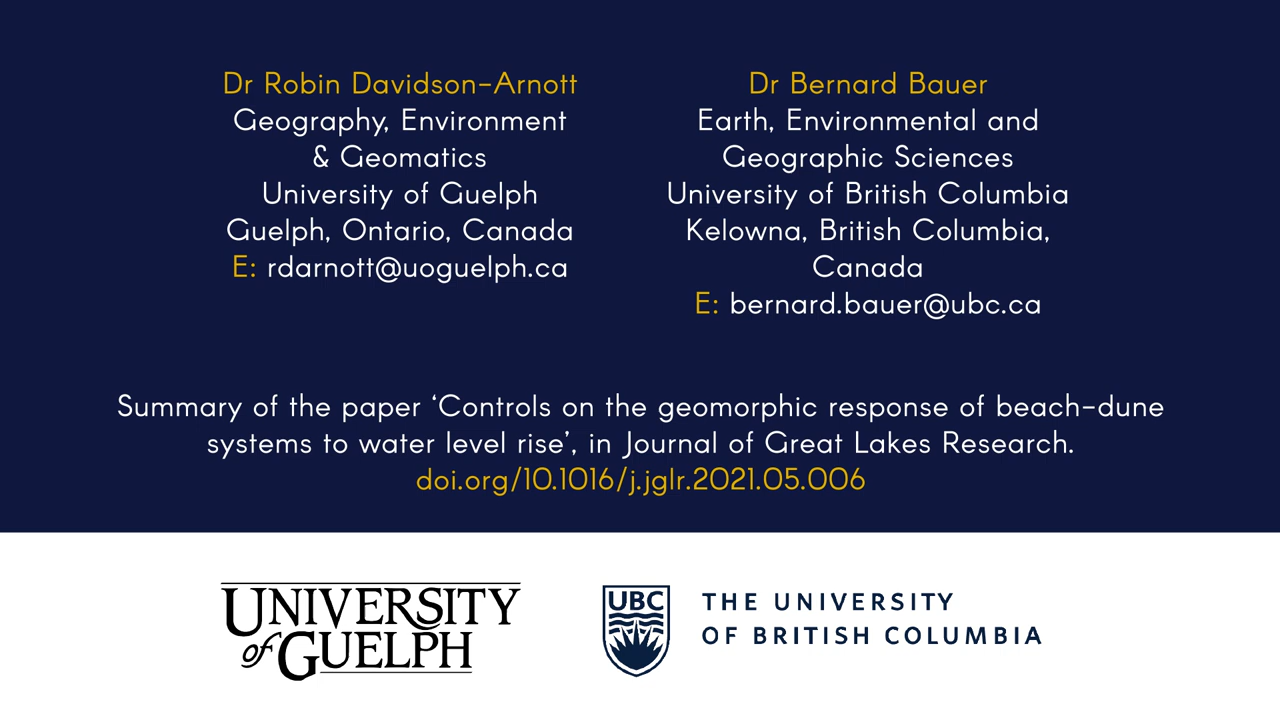 Dr Robin Davidson-Arnott
Geography, Environment
& Geomatics
University of Guelph
Guelph, Ontario, Canada
E: rdarnott@uoguelph.ca
Dr Bernard Bauer
Earth, Environmental and
Geographic Sciences
University of British Columbia
Kelowna, British Columbia,
Canada
E: bernard.bauer@ubc.ca
Summary of the paper ‘Controls on the geomorphic response of beach-dune
systems to water level rise’, in Journal of Great Lakes Research.
doi.org/10.1016/j.jglr.2021.05.006
UNIVERSITY
of GUELPH
UBC
THE UNIVERSITY
OF BRITISH COLUMBIA